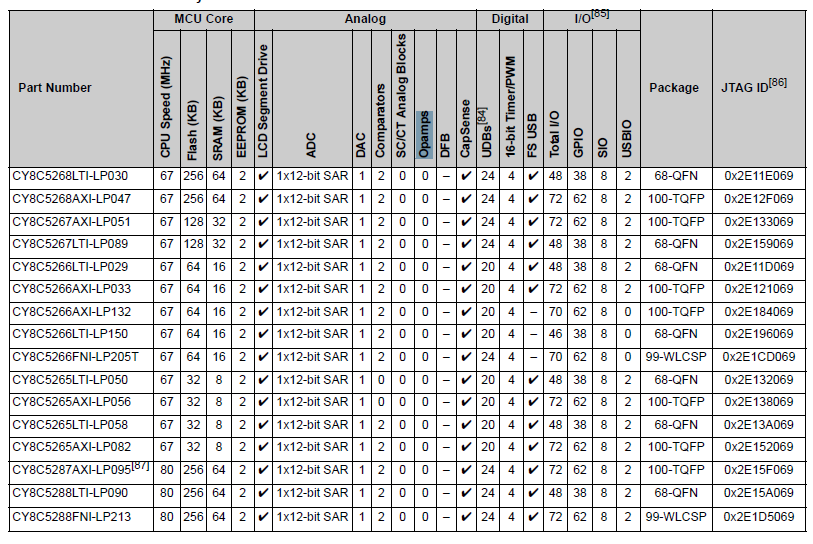 MCU Core Analog Digital I/O[85]
Part Number CPU Speed (MHz) Flash (KB) SRAM (KB) EEPROM (KB) LCD Segment Drive ADC DAC Comparators SC/CT Analog Blocks Opamps DFB CapSense UDBs[84] 16-bit Timer/PWM FS USB Total I/O GPIO SIO USBIO Package JTAG ID[86]
CY8C5268LTI-LP030 67 256 64 2 ✔ 1x12-bit SAR 1 2 0 0 – ✔ 24 4 ✔ 48 38 8 2 68-QFN 0x2E11E069
CY8C5268AXI-LP047 67 256 64 2 ✔ 1x12-bit SAR 1 2 0 0 – ✔ 24 4 ✔ 72 62 8 2 100-TQFP 0x2E12F069
CY8C5267AXI-LP051 67 128 32 2 ✔ 1x12-bit SAR 1 2 0 0 – ✔ 24 4 ✔ 72 62 8 2 100-TQFP 0x2E133069
CY8C5267LTI-LP089 67 128 32 2 ✔ 1x12-bit SAR 1 2 0 0 – ✔ 24 4 ✔ 48 38 8 2 68-QFN 0x2E159069
CY8C5266LTI-LP029 67 64 16 2 ✔ 1x12-bit SAR 1 2 0 0 – ✔ 20 4 ✔ 48 38 8 2 68-QFN 0x2E11D069
CY8C5266AXI-LP033 67 64 16 2 ✔ 1x12-bit SAR 1 2 0 0 – ✔ 20 4 ✔ 72 62 8 2 100-TQFP 0x2E121069
CY8C5266AXI-LP132 67 64 16 2 ✔ 1x12-bit SAR 1 2 0 0 – ✔ 20 4 – 70 62 8 0 100-TQFP 0x2E184069
CY8C5266LTI-LP150 67 64 16 2 ✔ 1x12-bit SAR 1 2 0 0 – ✔ 20 4 – 46 38 8 0 68-QFN 0x2E196069
CY8C5266FNI-LP205T 67 64 16 2 ✔ 1x12-bit SAR 1 2 0 0 – ✔ 24 4 – 70 62 8 0 99-WLCSP 0x2E1CD069
CY8C5265LTI-LP050 67 32 8 2 ✔ 1x12-bit SAR 1 0 0 0 – ✔ 20 4 ✔ 48 38 8 2 68-QFN 0x2E132069
CY8C5265AXI-LP056 67 32 8 2 ✔ 1x12-bit SAR 1 0 0 0 – ✔ 20 4 ✔ 72 62 8 2 100-TQFP 0x2E138069
CY8C5265LTI-LP058 67 32 8 2 ✔ 1x12-bit SAR 1 2 0 0 – ✔ 20 4 ✔ 48 38 8 2 68-QFN 0x2E13A069
CY8C5265AXI-LP082 67 32 8 2 ✔ 1x12-bit SAR 1 2 0 0 – ✔ 20 4 ✔ 72 62 8 2 100-TQFP 0x2E152069
CY8C5287AXI-LP095[87] 80 256 64 2 ✔ 1x12-bit SAR 1 2 0 0 – ✔ 24 4 ✔ 72 62 8 2 100-TQFP 0x2E15F069
CY8C5288LTI-LP090 80 256 64 2 ✔ 1x12-bit SAR 1 2 0 0 – ✔ 24 4 ✔ 48 38 8 2 68-QFN 0x2E15A069
CY8C5288FNI-LP213 80 256 64 2 ✔ 1x12-bit SAR 1 2 0 0 – ✔ 24 4 ✔ 72 62 8 2 99-WLCSP 0x2E1D5069